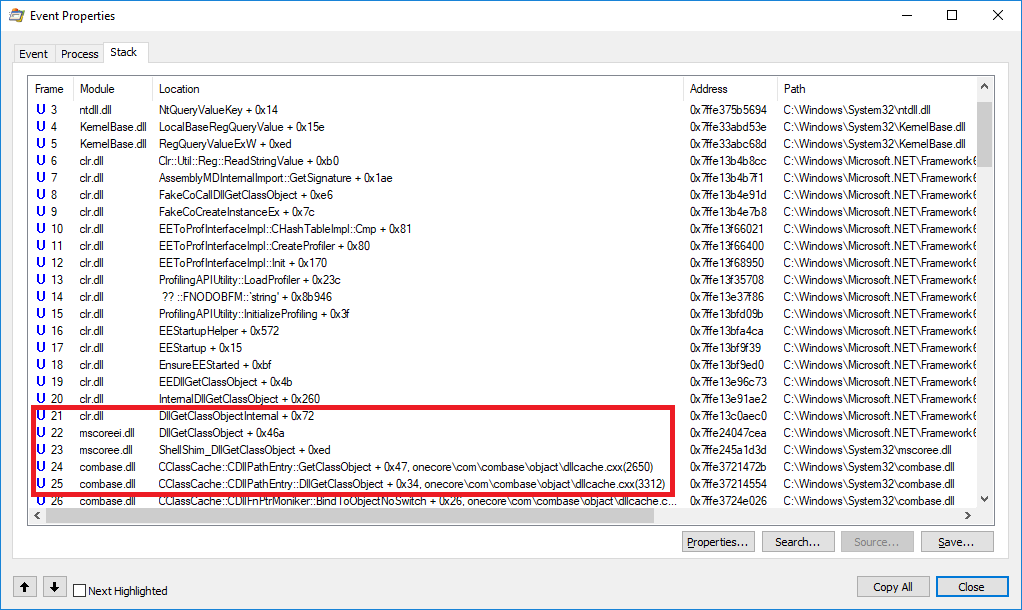 Event Properties
Event Process Stack
Frame Module Location Address Path
U 3 ntdll.dll NtQueryValueKey + 0x14 0x7ffe375b5694 C:\Windows\System32\ntdll.dll
U 4 KernelBase.dll LocalBaseRegQueryValue + 0x15e 0x7ffe33abd53e C:\Windows\System32\KernelBase.dll
U 5 KernelBase.dll RegQueryValueExW + 0xed 0x7ffe33abc68d C:\Windows\System32\KernelBase.dll
U 6 clr.dll Clr::Util::Reg::ReadStringValue + 0xb0 0x7ffe13b4b8cc C:\Windows\Microsoft.NET\Framework6
U 7 clr.dll AssemblyMDInternalImport::GetSignature + 0x1ae 0x7ffe13b4b7f1 C:\Windows\Microsoft.NET\Framework6
U 8 clr.dll FakeCoCallDllGetClassObject + 0xe6 0x7ffe13b4e91d C:\Windows\Microsoft.NET\Framework6
U 9 clr.dll FakeCoCreateInstanceEx + 0x7c 0x7ffe13b4e7b8 C:\Windows\Microsoft.NET\Framework6
U 10 clr.dll EEToProfInterfaceImpl::CHashTableImpl::Cmp + 0x81 0x7ffe13f66021 C:\Windows\Microsoft.NET\Framework6
U 11 clr.dll EEToProfInterfaceImpl::CreateProfiler + 0x80 0x7ffe13f66400 C:\Windows\Microsoft.NET\Framework6
U 12 clr.dll EEToProfInterfaceImpl::Init + 0x170 0x7ffe13f68950 C:\Windows\Microsoft.NET\Framework6
U 13 clr.dll ProfilingAPIUtility::LoadProfiler + 0x23c 0x7ffe13f35708 C:\Windows\Microsoft.NET\Framework6
U 14 clr.dll ?? ::FNODOBFM::`string' + 0x8b946 0x7ffe13e37f86 C:\Windows\Microsoft.NET\Framework6
U 15 clr.dll ProfilingAPIUtility::InitializeProfiling + 0x3f 0x7ffe13bfd09b C:\Windows\Microsoft.NET\Framework6
U 16 clr.dll EEStartupHelper + 0x572 0x7ffe13bfa4ca C:\Windows\Microsoft.NET\Framework6
U 17 clr.dll EEStartup + 0x15 0x7ffe13bf9f39 C:\Windows\Microsoft.NET\Framework6
U 18 clr.dll EnsureEEStarted + 0xbf 0x7ffe13bf9ed0 C:\Windows\Microsoft.NET\Framework6
U 19 clr.dll EEDllGetClassObject + 0x4b 0x7ffe13e96c73 C:\Windows\Microsoft.NET\Framework6
U 20 clr.dll InternalDllGetClassObject + 0x260 0x7ffe13e91ae2 C:\Windows\Microsoft.NET\Framework6
U 21 clr.dll DllGetClassObjectInternal + 0x72 0x7ffe13c0aec0 C:\Windows\Microsoft.NET\Framework6
U 22 mscoreei.dll DllGetClassObject + 0x46a 0x7ffe24047cea C:\Windows\Microsoft.NET\Framework6
U 23 mscoree.dll ShellShim_DllGetClassObject + 0xed 0x7ffe245a1d3d C:\Windows\System32\mscoree.dll
U 24 combase.dll CClassCache::CDllPathEntry::GetClassObject + 0x47, onecore\com\combase\objact\dllcache.cxx(2650) 0x7ffe3721472b C:\Windows\System32\combase.dll
U 25 combase.dll CClassCache::CDllPathEntry::DllGetClassObject + 0x34, onecore\com\combase\objact\dllcache.cxx(3312) 0x7ffe37214554 C:\Windows\System32\combase.dll
U 26 combase.dll CClassCache::CDllFnPtrMoniker::BindToObjectNoSwitch + 0x26, onecore\com\combase\objact\dllcache.c... 0x7ffe3724e026 C:\Windows\System32\combase.dll
Properties... Search... Source... Save...
Next Highlighted Copy All Close